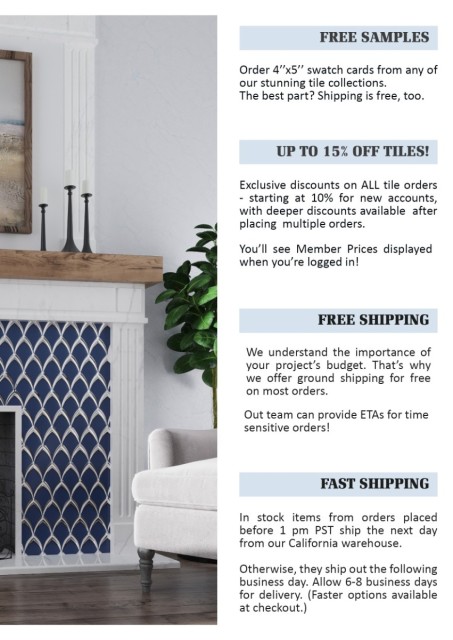 FREE SAMPLES
Order 4’’x5’’ swatch cards from any of
our stunning tile collections.
The best part? Shipping is free, too.
UP TO 15% OFF TILES!
Exclusive discounts on ALL tile orders
- starting at 10% for new accounts,
with deeper discounts available after
placing multiple orders.
You’ll see Member Prices displayed
when you’re logged in!
FREE SHIPPING
We understand the importance of
your project’s budget. That’s why
we offer ground shipping for free
on most orders.
Out team can provide ETAs for time
sensitive orders!
FAST SHIPPING
In stock items from orders placed
before 1 pm PST ship the next day
from our California warehouse.
Otherwise, they ship out the following
business day. Allow 6-8 business days
for delivery. (Faster options available
at checkout.)